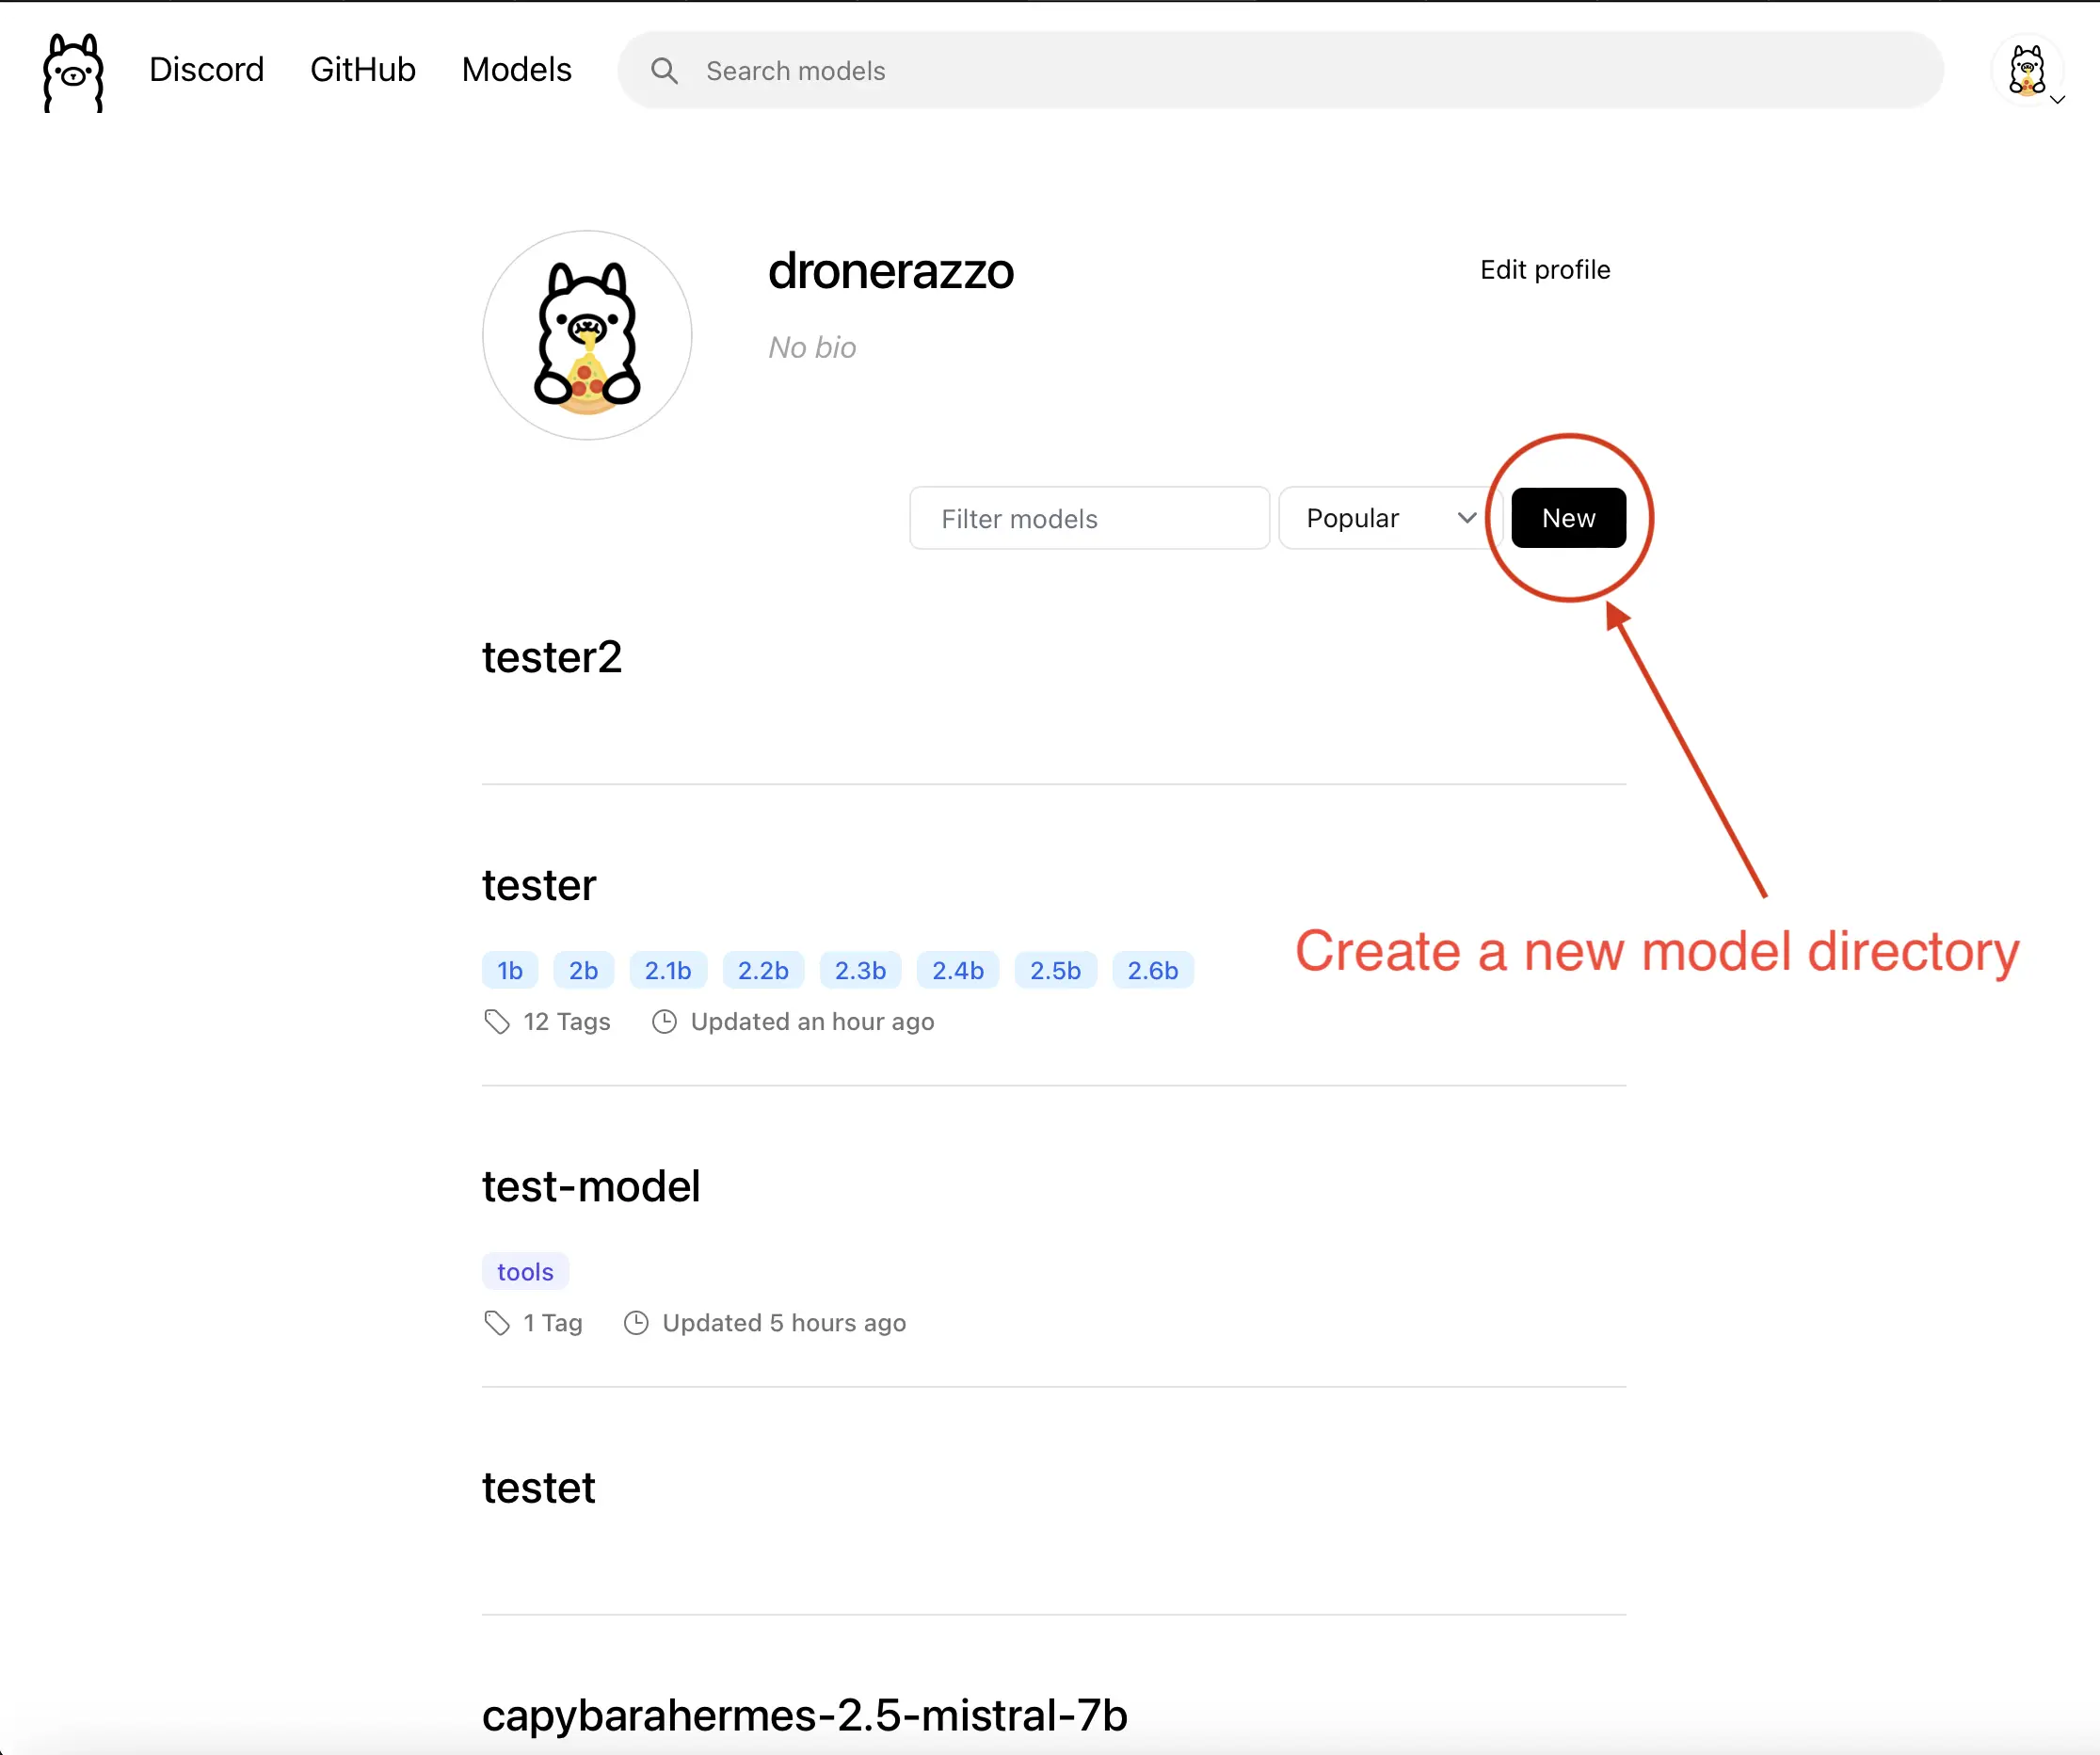 Discord GitHub Models Search models
dronerazzo
Edit profile
No bio
Filter models Popular New
tester2
tester
1b 2b 2.1b 2.2b 2.3b 2.4b 2.5b 2.6b
12 Tags Updated an hour ago
Create a new model directory
test-model
tools
1 Tag Updated 5 hours ago
testet
capybarahermes-2.5-mistral-7b